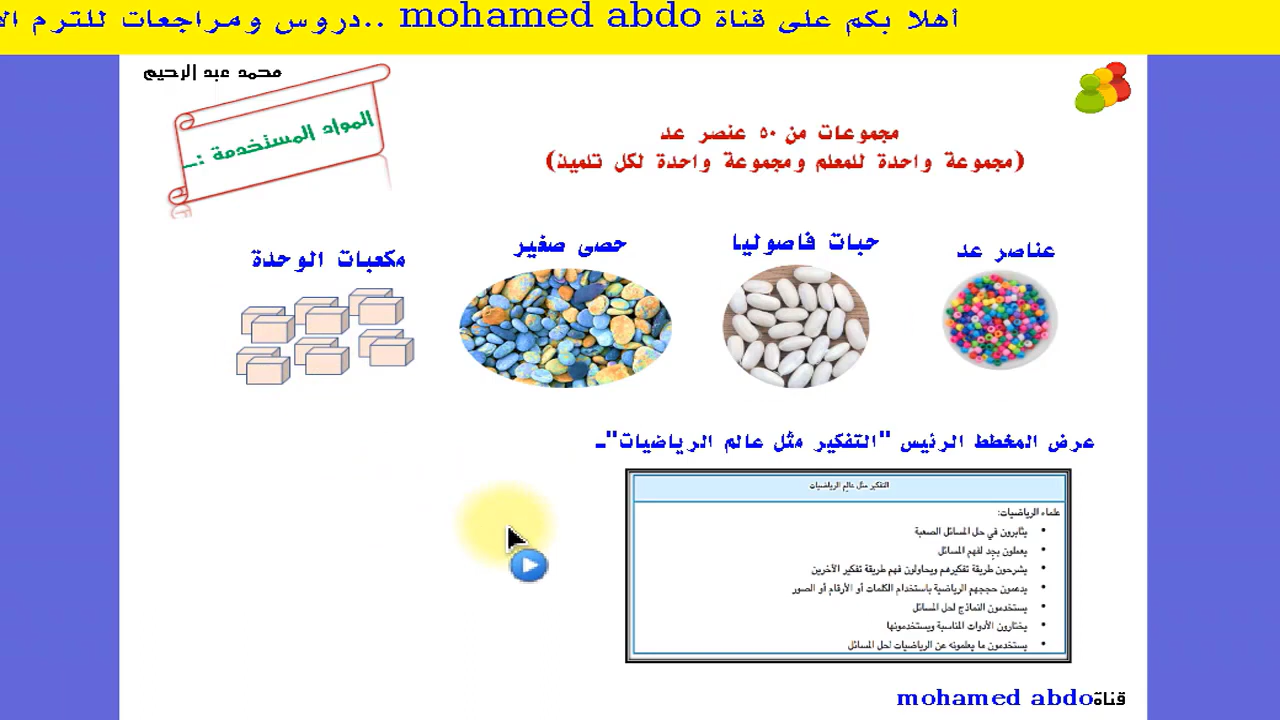 أهلا بكم على قناة mohamed abdo ..دروس ومراجعات للترم
محمد عبد الرحيم
المواد المستخدمة :ـ
مجموعات من ٥٠ عنصر عد
(مجموعة واحدة للمعلم ومجموعة واحدة لكل تلميذ)
عناصر عد
حبات فاصوليا
حصى صغير
مكعبات الوحدة
عرض المخطط الرئيس "التفكير مثل عالم الرياضيات"ـ
التفكير مثل عالم الرياضيات
علماء الرياضيات:
• يثابرون في حل المسائل الصعبة
• يعملون بجد لفهم المسائل
• يشرحون طريقة تفكيرهم ويحاولون فهم طريقة تفكير الآخرين
• يدعمون حججهم الرياضية باستخدام الكلمات أو الأرقام أو الصور
• يستخدمون النماذج لحل المسائل
• يختارون الأدوات المناسبة ويستخدمونها
• يستخدمون ما يعلمونه عن الرياضيات لحل المسائل
قناة mohamed abdo